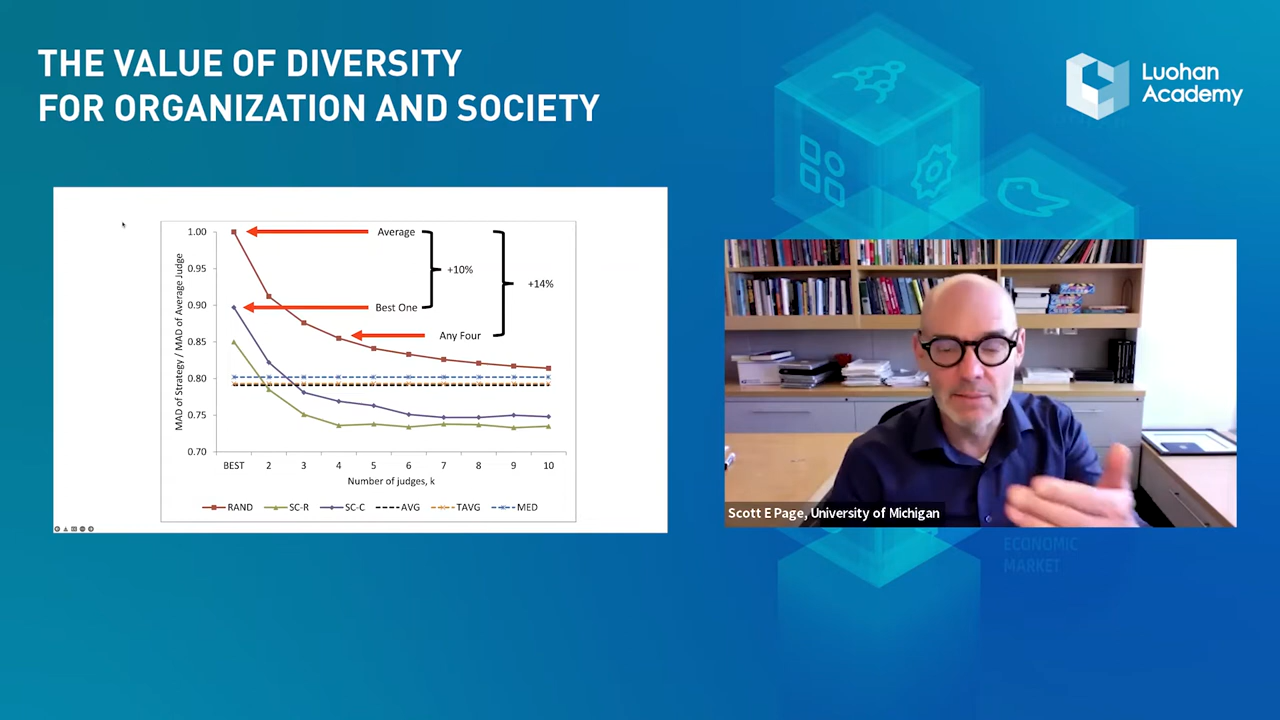 THE VALUE OF DIVERSITY
FOR ORGANIZATION AND SOCIETY
Luohan
Academy
MAD of Strategy / MAD of Average Judge
1.00
0.95
0.90
0.85
0.80
0.75
0.70
Average
+10%
+14%
Best One
Any Four
BEST 2 3 4 5 6 7 8 9 10
Number of judges, k
RAND SC-R SC-C AVG TAVG MED
Scott E Page, University of Michigan
ECONOMIC
MARKET